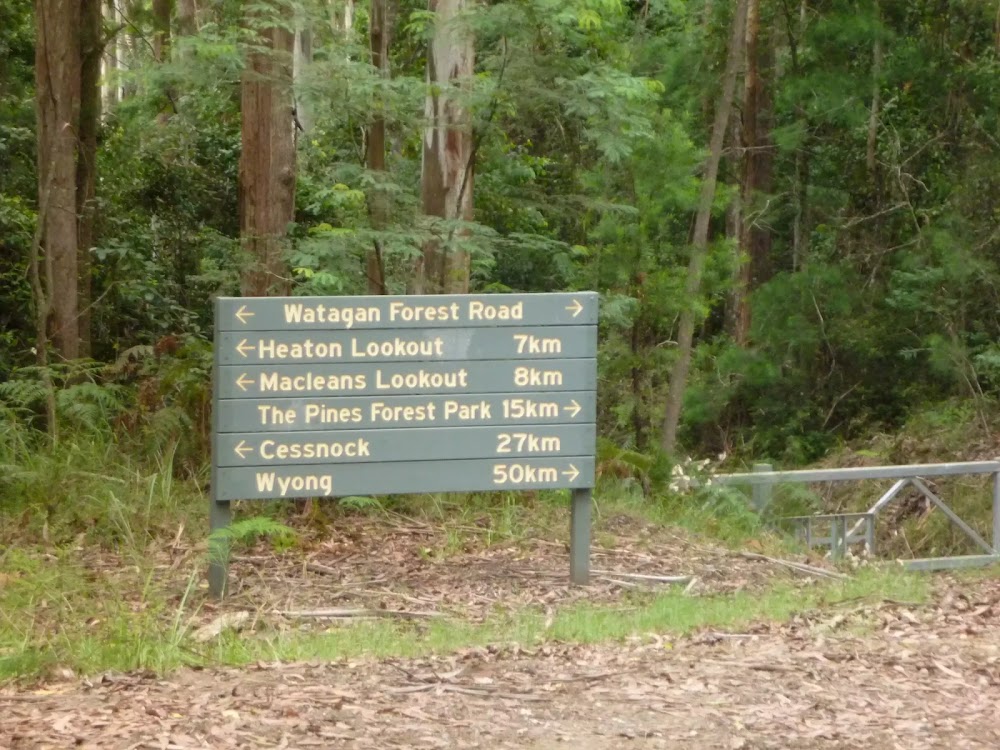 ← Watagan Forest Road →
← Heaton Lookout 7km
← Macleans Lookout 8km
The Pines Forest Park 15km →
← Cessnock 27km
Wyong 50km →